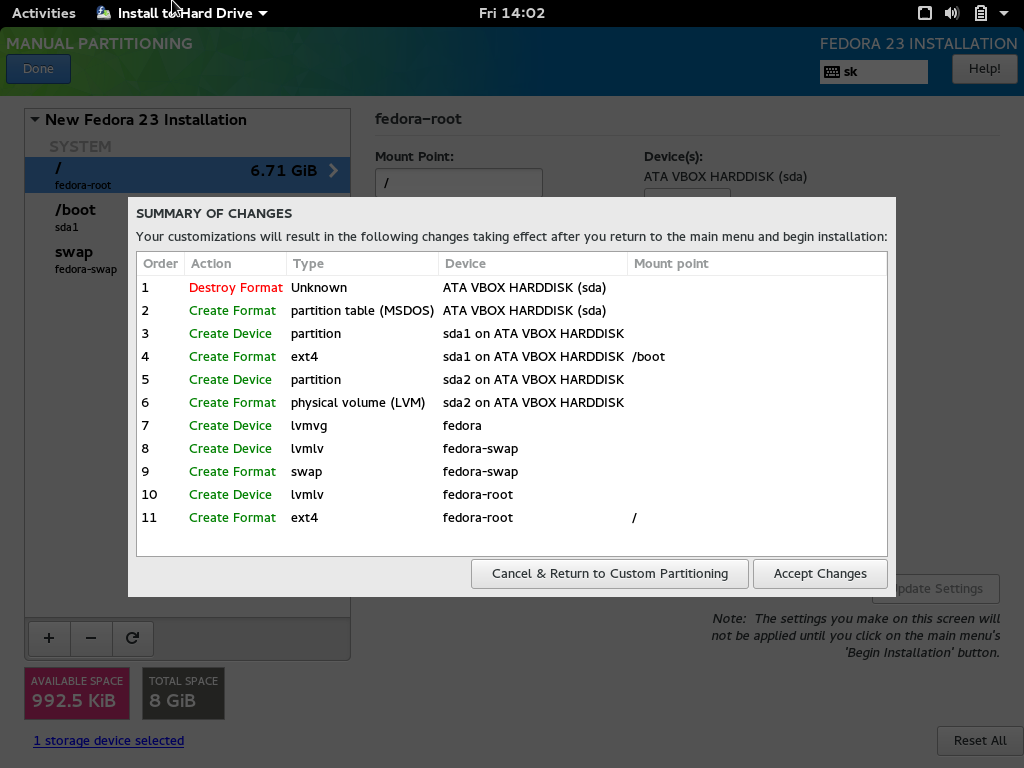 Activities Install to Hard Drive Fri 14:02
MANUAL PARTITIONING
FEDORA 23 INSTALLATION
Done
sk
Help!
New Fedora 23 Installation
SYSTEM
/ 6.71 GiB
fedora-root
/boot
sda1
swap
fedora-swap
fedora-root
Mount Point:
/
Device(s):
ATA VBOX HARDDISK (sda)
SUMMARY OF CHANGES
Your customizations will result in the following changes taking effect after you return to the main menu and begin installation:
Order Action Type Device Mount point
1 Destroy Format Unknown ATA VBOX HARDDISK (sda)
2 Create Format partition table (MSDOS) ATA VBOX HARDDISK (sda)
3 Create Device partition sda1 on ATA VBOX HARDDISK
4 Create Format ext4 sda1 on ATA VBOX HARDDISK /boot
5 Create Device partition sda2 on ATA VBOX HARDDISK
6 Create Format physical volume (LVM) sda2 on ATA VBOX HARDDISK
7 Create Device lvmvg fedora
8 Create Device lvmlv fedora-swap
9 Create Format swap fedora-swap
10 Create Device lvmlv fedora-root
11 Create Format ext4 fedora-root /
Cancel & Return to Custom Partitioning
Accept Changes
Update Settings
Note: The settings you make on this screen will
not be applied until you click on the main menu's
'Begin Installation' button.
+ −
AVAILABLE SPACE
992.5 KiB
TOTAL SPACE
8 GiB
1 storage device selected
Reset All